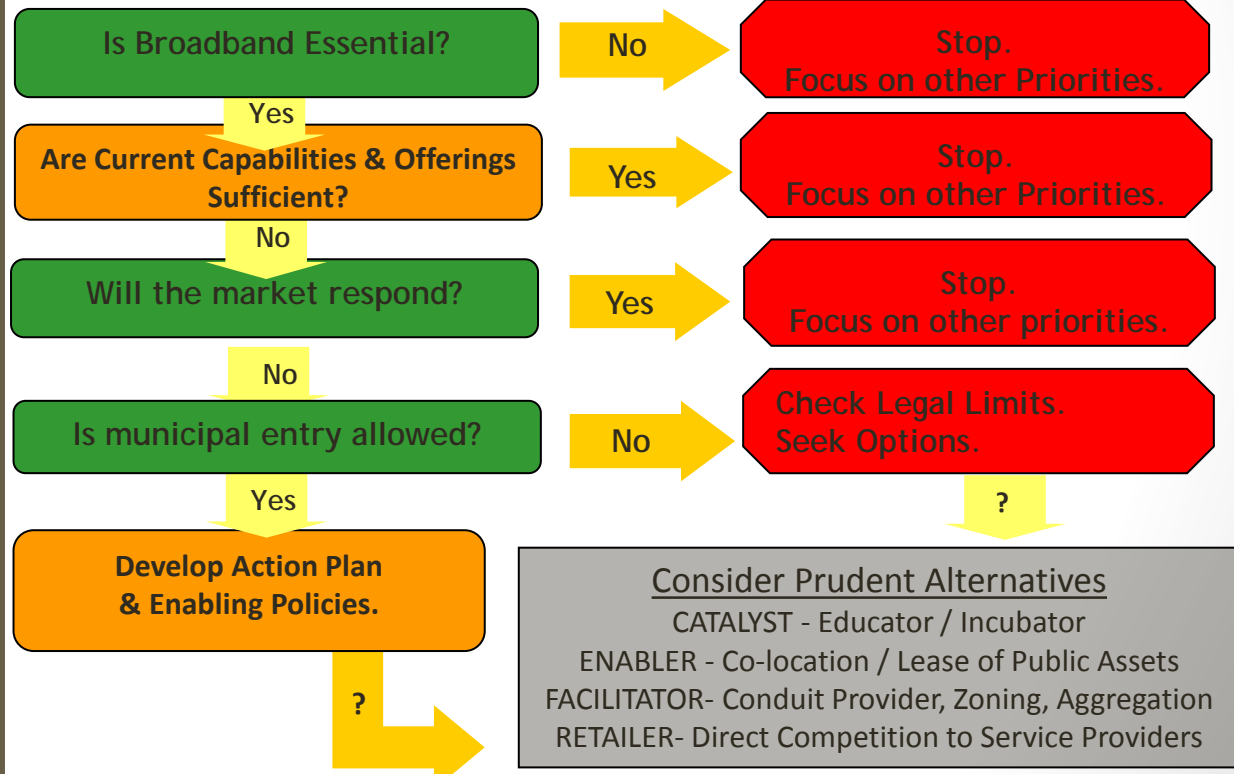 Is Broadband Essential?
No
Stop.
Focus on other Priorities.
Yes
Are Current Capabilities & Offerings
Sufficient?
Yes
Stop.
Focus on other Priorities.
No
Will the market respond?
Yes
Stop.
Focus on other priorities.
No
Is municipal entry allowed?
No
Check Legal Limits.
Seek Options.
Yes
?
Develop Action Plan
& Enabling Policies.
?
Consider Prudent Alternatives
CATALYST - Educator / Incubator
ENABLER - Co-location / Lease of Public Assets
FACILITATOR- Conduit Provider, Zoning, Aggregation
RETAILER- Direct Competition to Service Providers